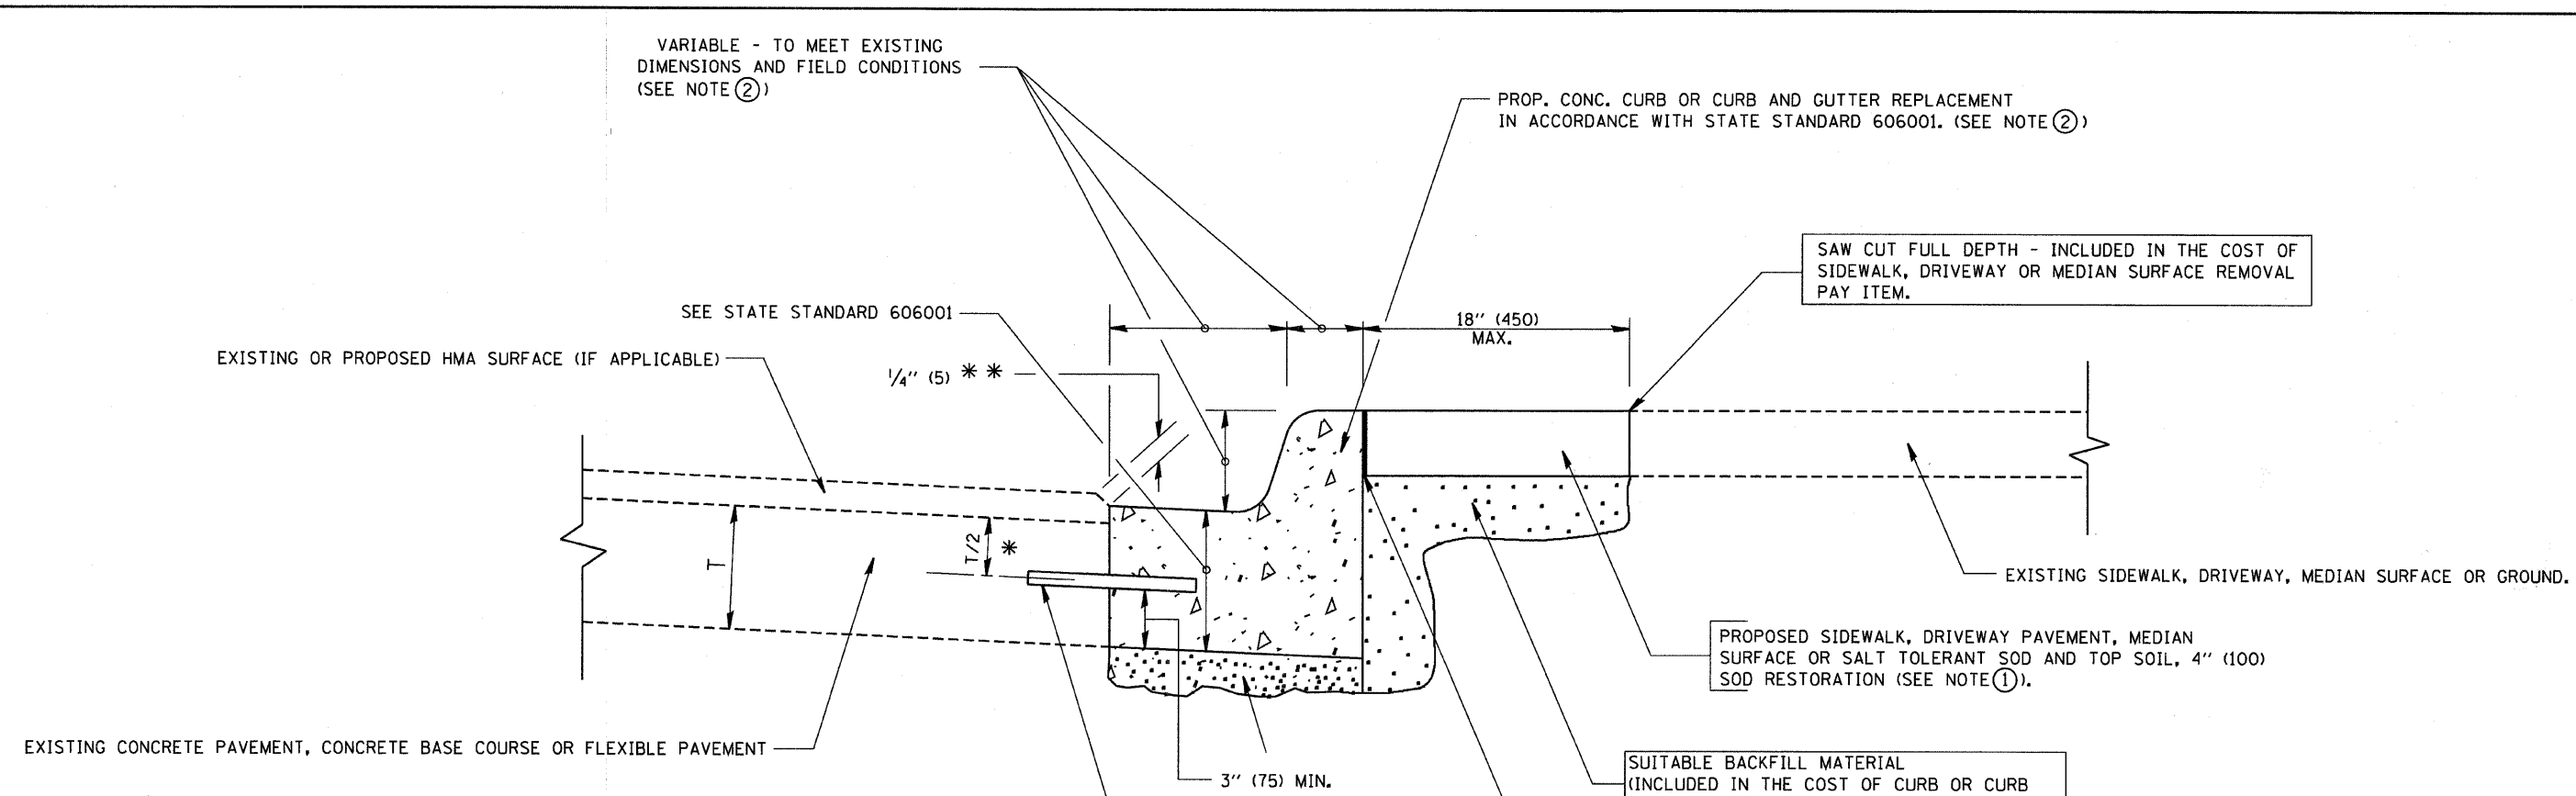 VARIABLE - TO MEET EXISTING
DIMENSIONS AND FIELD CONDITIONS
(SEE NOTE ②)
PROP. CONC. CURB OR CURB AND GUTTER REPLACEMENT
IN ACCORDANCE WITH STATE STANDARD 606001. (SEE NOTE ②)
SAW CUT FULL DEPTH - INCLUDED IN THE COST OF
SIDEWALK, DRIVEWAY OR MEDIAN SURFACE REMOVAL
PAY ITEM.
SEE STATE STANDARD 606001
18" (450)
MAX.
EXISTING OR PROPOSED HMA SURFACE (IF APPLICABLE)
1/4" (5) * *
T
T/2 *
EXISTING SIDEWALK, DRIVEWAY, MEDIAN SURFACE OR GROUND.
PROPOSED SIDEWALK, DRIVEWAY PAVEMENT, MEDIAN
SURFACE OR SALT TOLERANT SOD AND TOP SOIL, 4" (100)
SOD RESTORATION (SEE NOTE ①).
EXISTING CONCRETE PAVEMENT, CONCRETE BASE COURSE OR FLEXIBLE PAVEMENT
3" (75) MIN.
SUITABLE BACKFILL MATERIAL
(INCLUDED IN THE COST OF CURB OR CURB